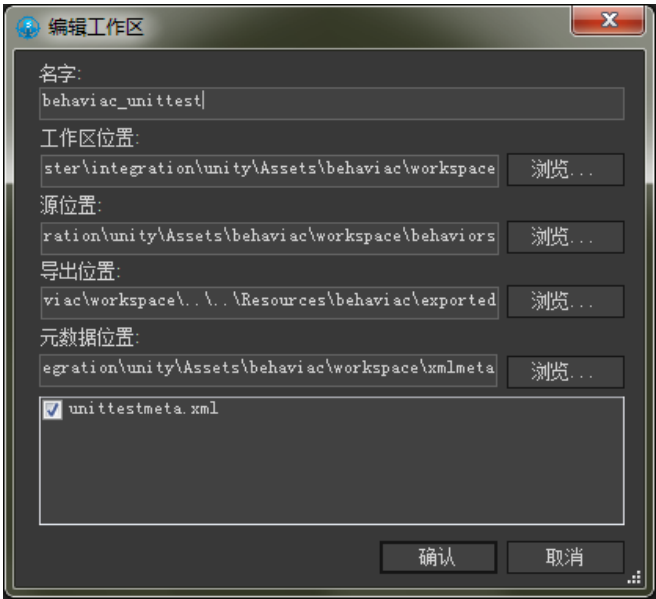 编辑工作区
名字:
behaviac_unittest
工作区位置:
ster\integration\unity\Assets\behaviac\workspace
浏览...
源位置:
ration\unity\Assets\behaviac\workspace\behaviors
浏览...
导出位置:
viac\workspace\..\..\Resources\behaviac\exported
浏览...
元数据位置:
egration\unity\Assets\behaviac\workspace\xmlmeta
浏览...
unittestmeta.xml
确认
取消